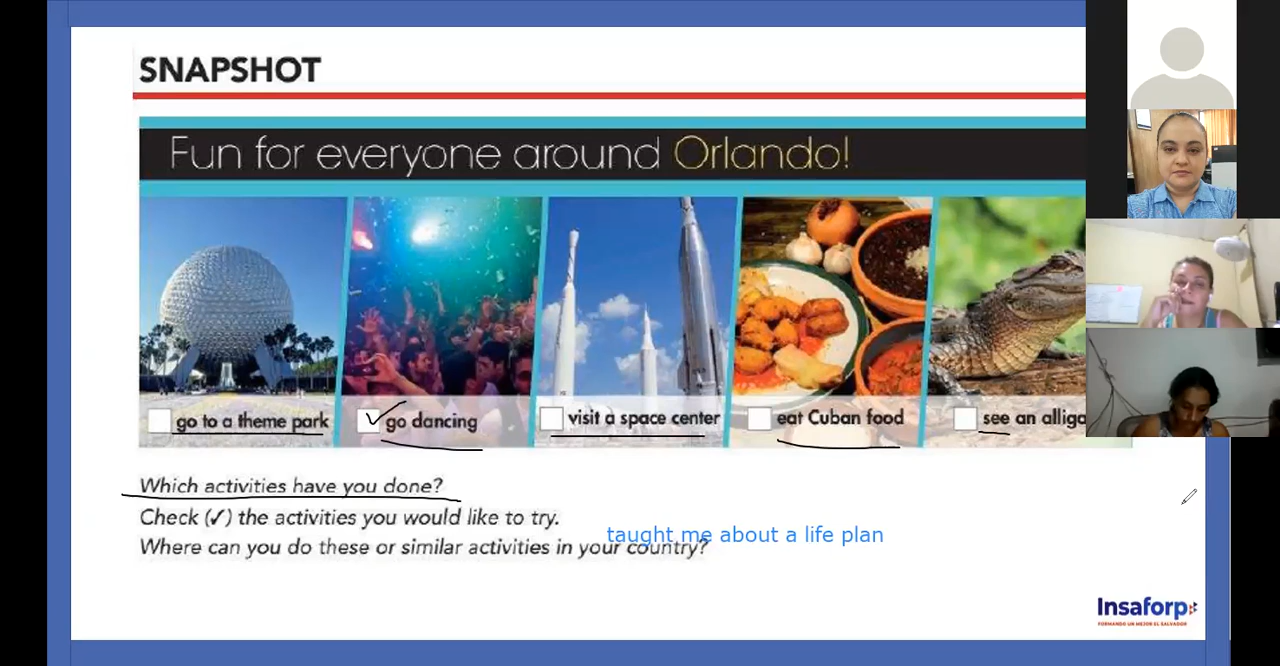 SNAPSHOT
Fun for everyone around Orlando!
go to a theme park
go dancing
visit a space center
eat Cuban food
see an alliga
Which activities have you done?
Check (✓) the activities you would like to try.
taught me about a life plan
Where can you do these or similar activities in your country?
Insaforp
FORMANDO UN MEJOR EL SALVADOR